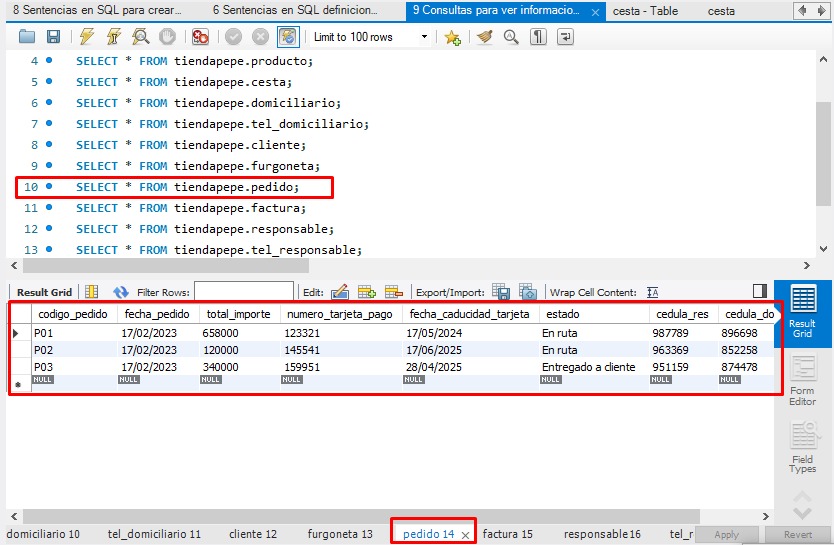 8 Sentencias en SQL para crear... 6 Sentencias en SQL definicion... 9 Consultas para ver informacio... cesta - Table cesta
Limit to 100 rows
4 SELECT * FROM tiendapepe.producto;
5 SELECT * FROM tiendapepe.cesta;
6 SELECT * FROM tiendapepe.domiciliario;
7 SELECT * FROM tiendapepe.tel_domiciliario;
8 SELECT * FROM tiendapepe.cliente;
9 SELECT * FROM tiendapepe.furgoneta;
10 SELECT * FROM tiendapepe.pedido;
11 SELECT * FROM tiendapepe.factura;
12 SELECT * FROM tiendapepe.responsable;
13 SELECT * FROM tiendapepe.tel_responsable;
Result Grid Filter Rows: Edit: Export/Import: Wrap Cell Content:
codigo_pedido fecha_pedido total_importe numero_tarjeta_pago fecha_caducidad_tarjeta estado cedula_res cedula_do
P01 17/02/2023 658000 123321 17/05/2024 En ruta 987789 896698
P02 17/02/2023 120000 145541 17/06/2025 En ruta 963369 852258
P03 17/02/2023 340000 159951 28/04/2025 Entregado a cliente 951159 874478
NULL NULL NULL NULL NULL NULL NULL NULL
Result
Grid
Form
Editor
Field
Types
domiciliario 10 tel_domiciliario 11 cliente 12 furgoneta 13 pedido 14 factura 15 responsable16 tel_r Apply Revert